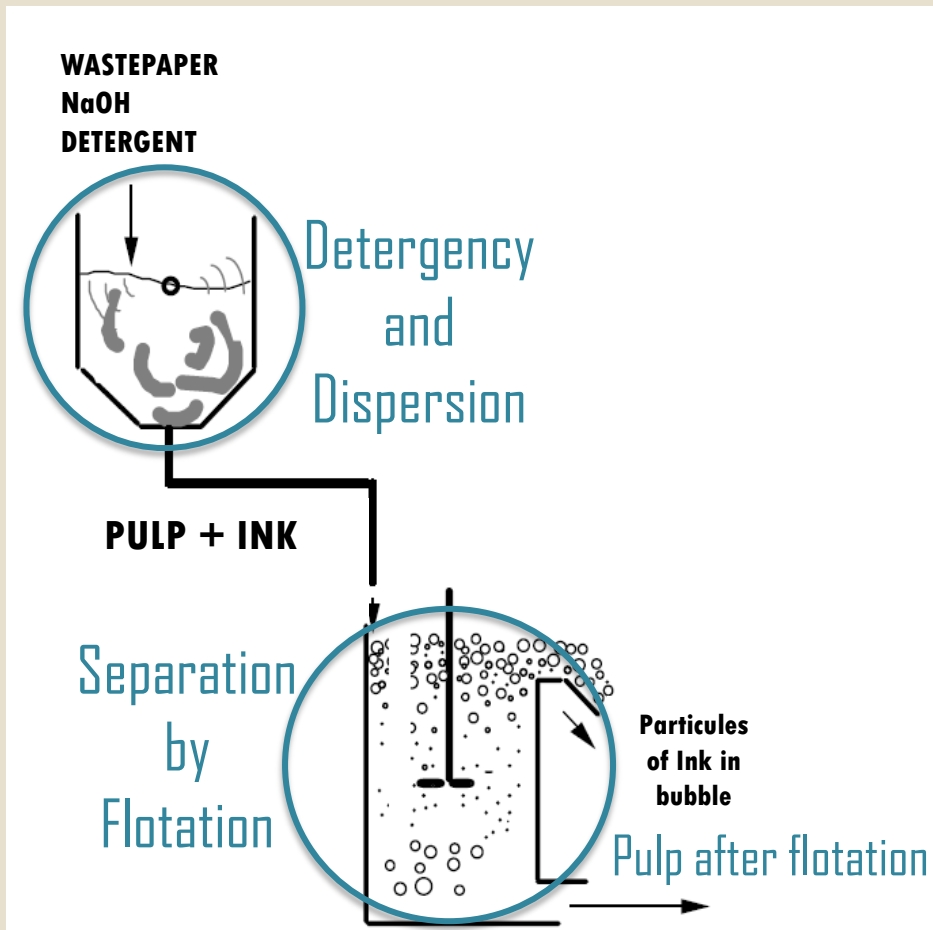 WASTEPAPER
NaOH
DETERGENT
Detergency
and
Dispersion
PULP + INK
Separation
by
Flotation
Particules
of Ink in
bubble
Pulp after flotation